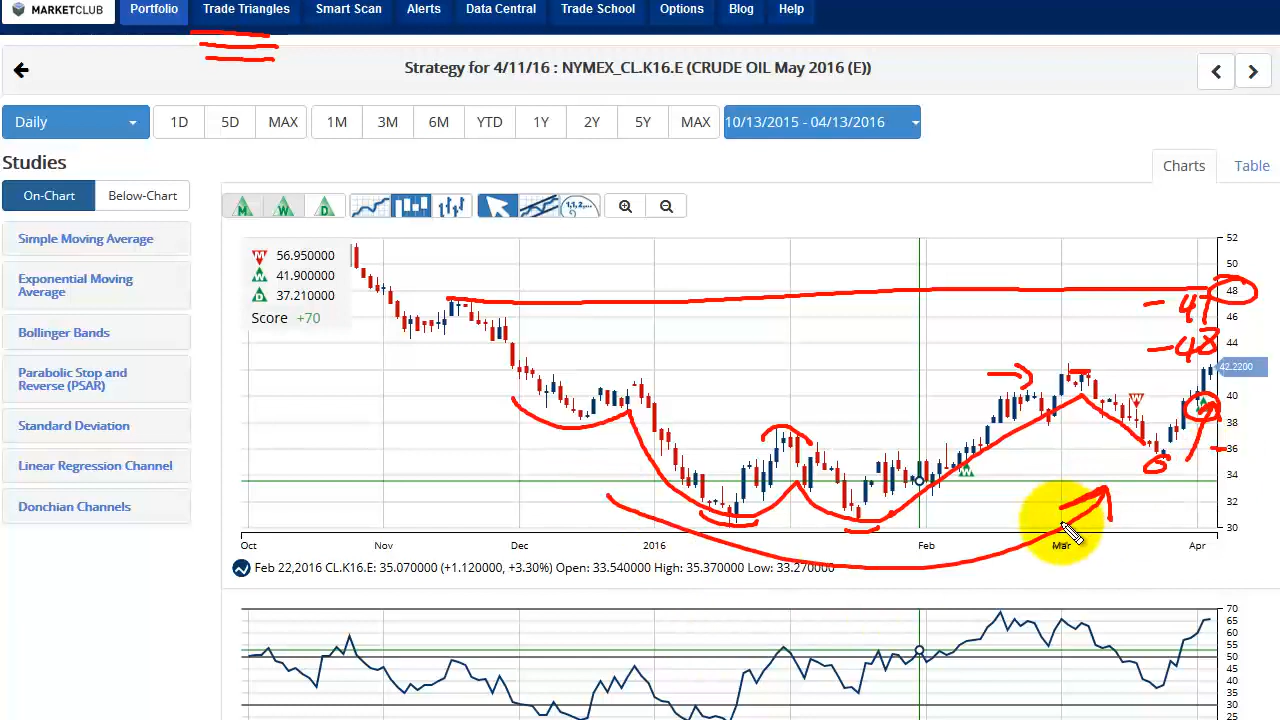 MARKETCLUB Portfolio Trade Triangles Smart Scan Alerts Data Central Trade School Options Blog Help
Strategy for 4/11/16 : NYMEX_CL.K16.E (CRUDE OIL May 2016 (E))
Daily 1D 5D MAX 1M 3M 6M YTD 1Y 2Y 5Y MAX 10/13/2015 - 04/13/2016
Studies
Charts Table
On-Chart Below-Chart
M W D 1,1,2,...
Simple Moving Average
Exponential Moving
Average
Bollinger Bands
Parabolic Stop and
Reverse (PSAR)
Standard Deviation
Linear Regression Channel
Donchian Channels
M 56.950000
W 41.900000
D 37.210000
Score +70
52
50
48
46
44
42.2200
40
38
36
34
32
30
47
48
W
W
Oct Nov Dec 2016 Feb Mar Apr
Feb 22,2016 CL.K16.E: 35.070000 (+1.120000, +3.30%) Open: 33.540000 High: 35.370000 Low: 33.270000
70
65
60
55
50
45
40
35
30
25